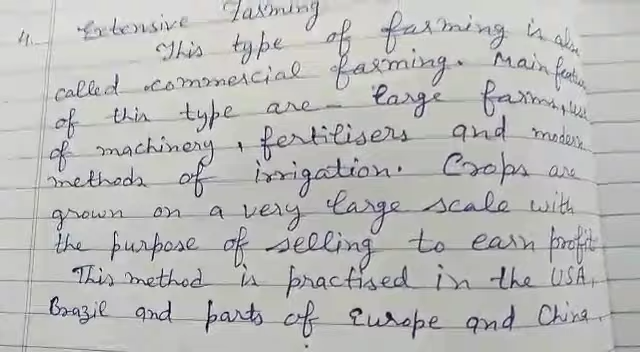 4. Extensive Farming
This type of farming is also
called commercial farming. Main features
of this type are - large farms, use
of machinery, fertilisers and modern
methods of irrigation. Crops are
grown on a very large scale with
the purpose of selling to earn profit.
This method is practised in the USA,
Brazil and parts of Europe and China.